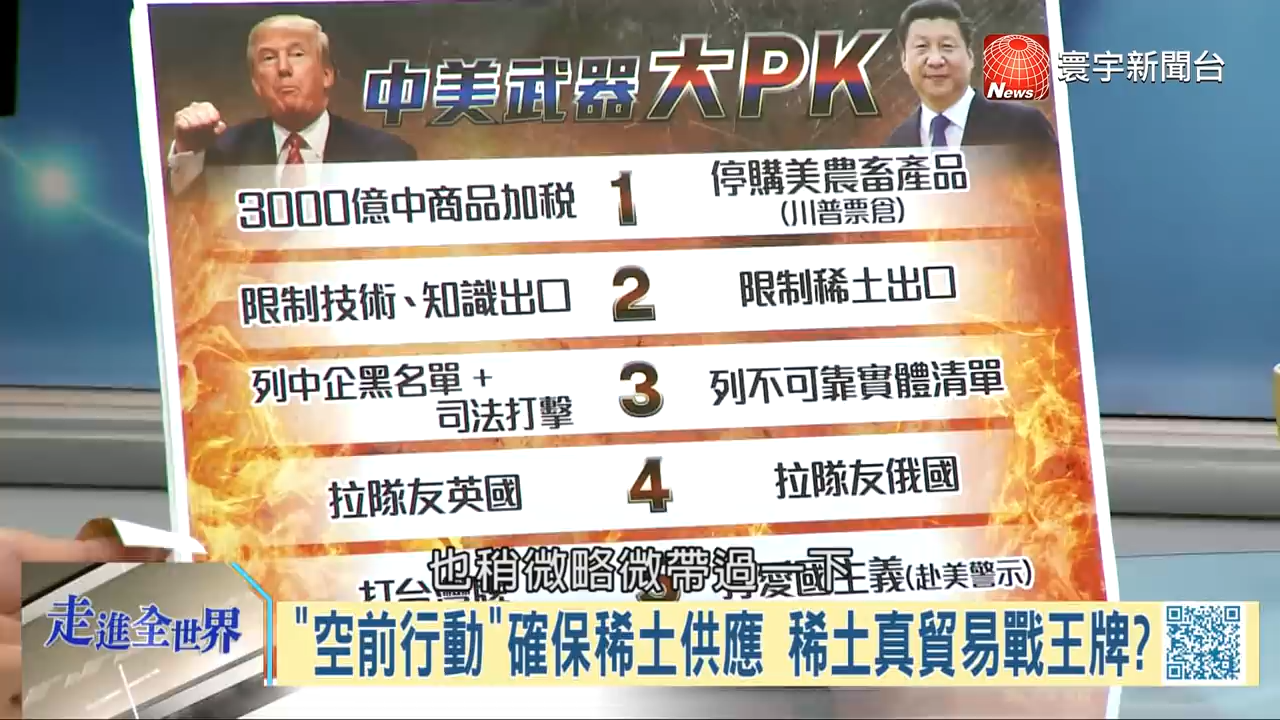 中美武器大PK
News
寰宇新聞台
3000億中商品加稅
1
停購美農畜產品
(川普票倉)
限制技術、知識出口
2
限制稀土出口
列中企黑名單+
司法打擊
3
列不可靠實體清單
拉隊友英國
4
拉隊友俄國
愛國主義(赴美警示)
也稍微略微帶過一下
走進全世界
"空前行動"確保稀土供應 稀土真貿易戰王牌?